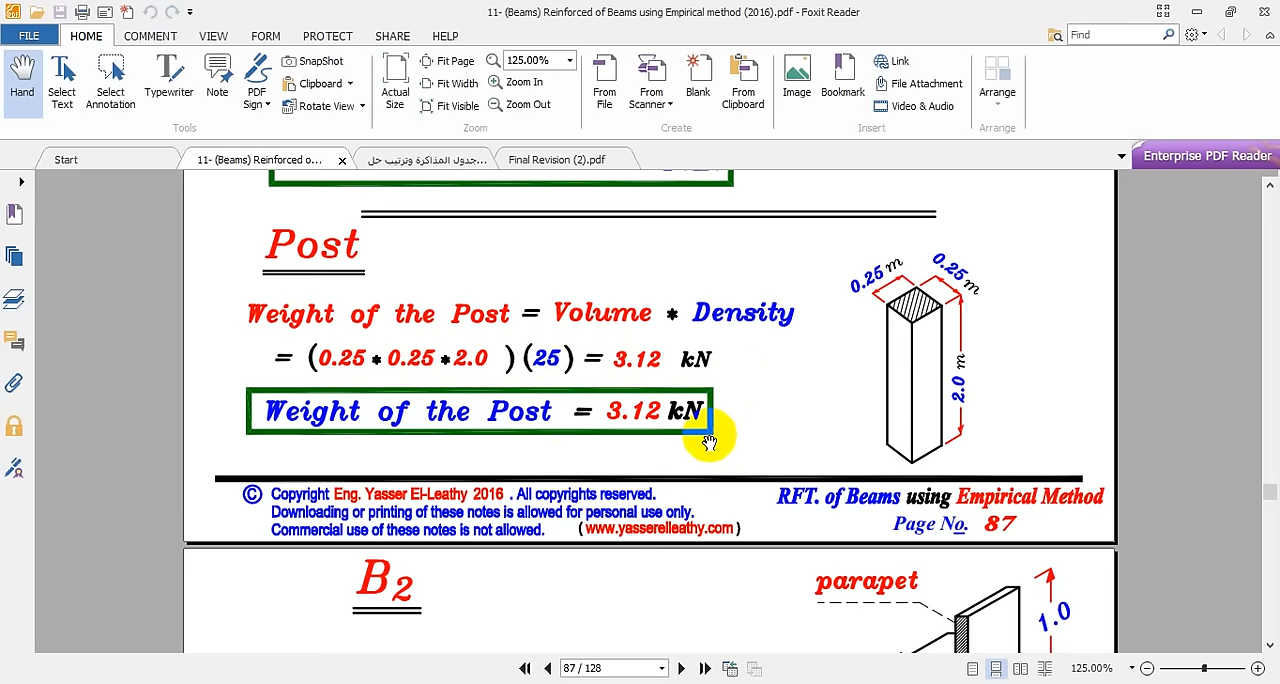 11- (Beams) Reinforced of Beams using Empirical method (2016).pdf - Foxit Reader
FILE HOME COMMENT VIEW FORM PROTECT SHARE HELP
Find
Hand
Select Text
Select Annotation
Typewriter
Note
PDF Sign
SnapShot
Clipboard
Rotate View
Tools
Actual Size
Fit Page
Fit Width
Fit Visible
125.00%
Zoom In
Zoom Out
Zoom
From File
From Scanner
Blank
From Clipboard
Create
Image
Bookmark
Link
File Attachment
Video & Audio
Insert
Arrange
Arrange
Start
11- (Beams) Reinforced o...
جدول المذاكرة وترتيب حل...
Final Revision (2).pdf
Enterprise PDF Reader
Post
0.25 m
0.25 m
2.0 m
Weight of the Post = Volume * Density
= (0.25 * 0.25 * 2.0 ) (25) = 3.12 kN
Weight of the Post = 3.12 kN
© Copyright Eng. Yasser El-Leathy 2016 . All copyrights reserved.
Downloading or printing of these notes is allowed for personal use only.
Commercial use of these notes is not allowed. ( www.yasserelleathy.com )
RFT. of Beams using Empirical Method
Page No. 87
B2
parapet
1.0
87 / 128
125.00%